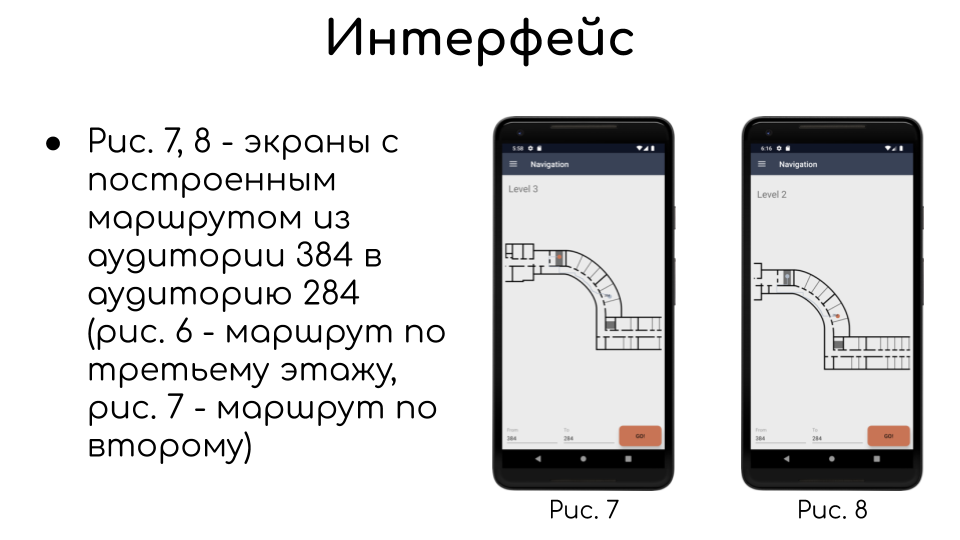 Интерфейс
● Рис. 7, 8 - экраны с
построенным
маршрутом из
аудитории 384 в
аудиторию 284
(рис. 6 - маршрут по
третьему этажу,
рис. 7 - маршрут по
второму)
5:58
Navigation
Level 3
From
To
384
284
GO!
Рис. 7
6:16
Navigation
Level 2
From
To
384
284
GO!
Рис. 8